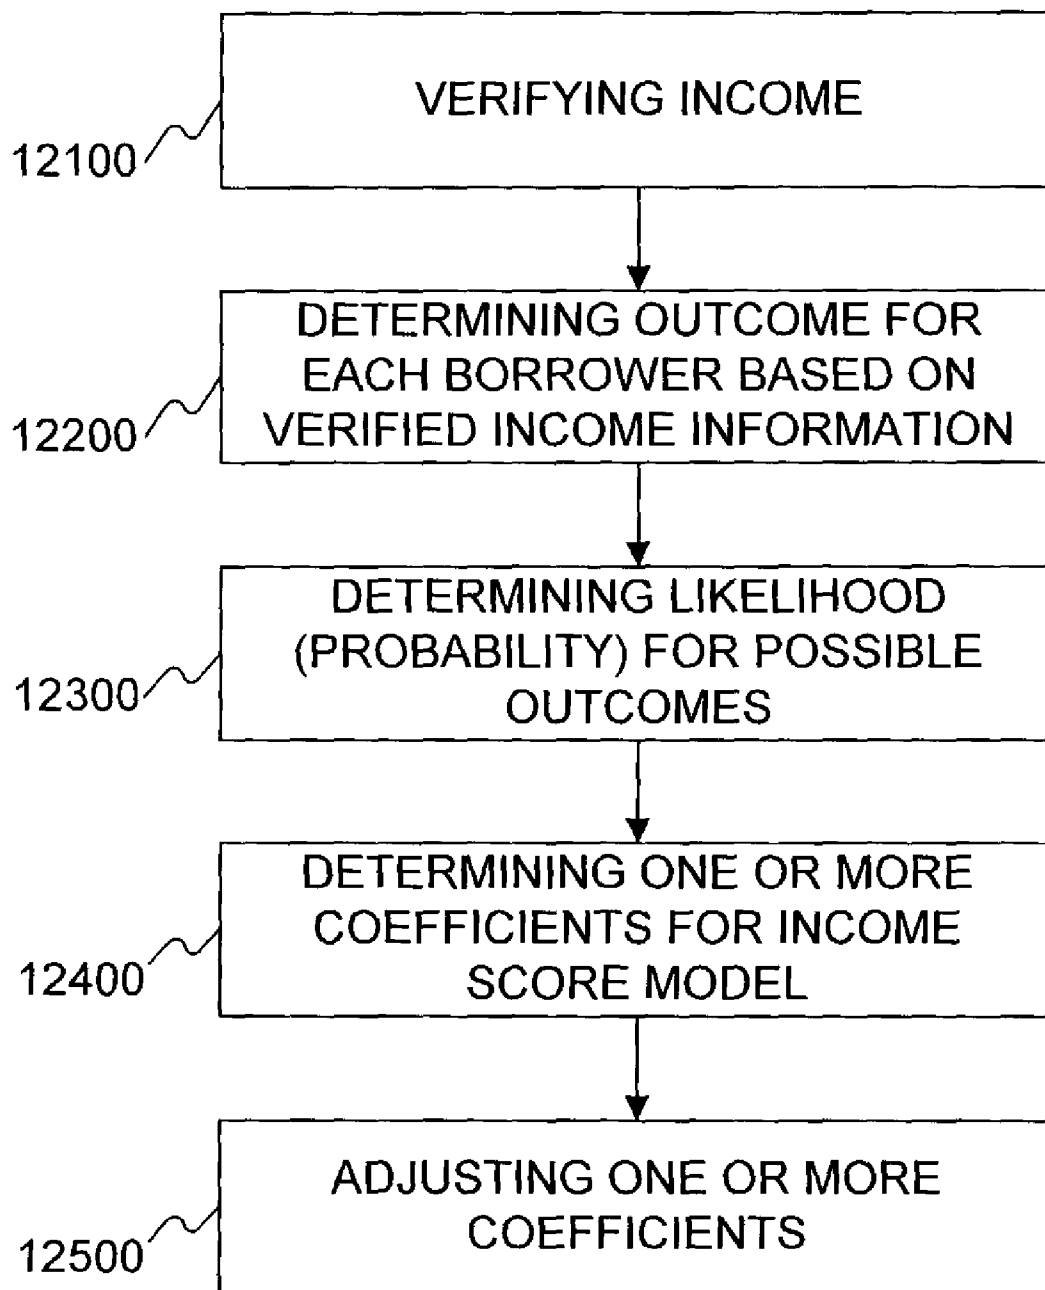 VERIFYING INCOME
12100
DETERMINING OUTCOME FOR
EACH BORROWER BASED ON
VERIFIED INCOME INFORMATION
12200
DETERMINING LIKELIHOOD
(PROBABILITY) FOR POSSIBLE
OUTCOMES
12300
DETERMINING ONE OR MORE
COEFFICIENTS FOR INCOME
SCORE MODEL
12400
ADJUSTING ONE OR MORE
COEFFICIENTS
12500